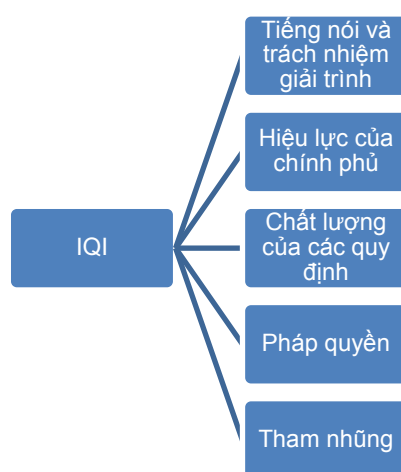 Tiếng nói và
trách nhiệm
giải trình
Hiệu lực của
chính phủ
IQI
Chất lượng
của các quy
định
Pháp quyền
Tham nhũng